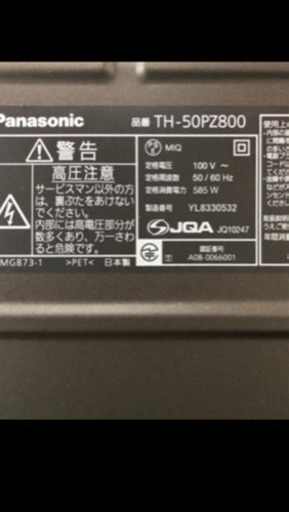 Panasonic
品番 TH-50PZ800
警告
高圧注意
サービスマン以外の方
は、裏ぶたをあけないで
ください。
内部には高電圧部分が
数多くあり、万一さわる
と危険です。
MG873-1 >PET< 日本製
MIQ
定格電圧 100 V ～
定格周波数 50 / 60 Hz
定格消費電力 585 W
製造番号 YL8330532
JQA JQ10247
認証番号
A08-0066001
使用上の